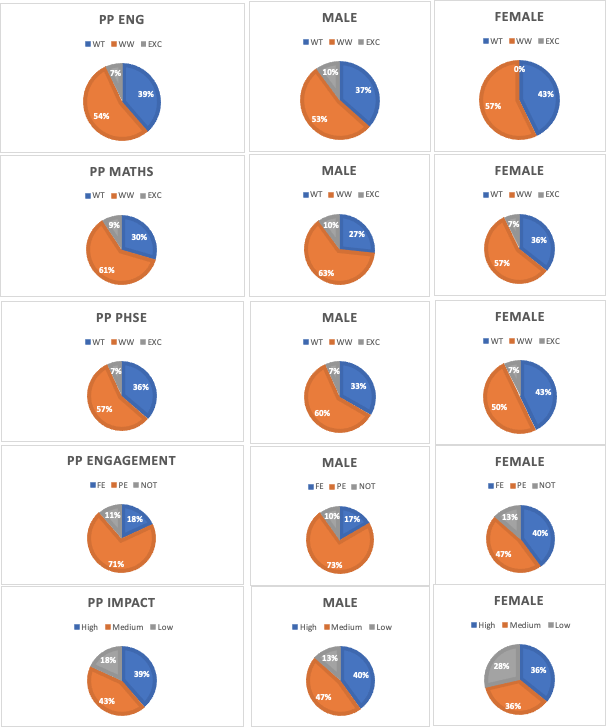 PP ENG
WT WW EXC
7%
39%
54%
MALE
WT WW EXC
10%
37%
53%
FEMALE
WT WW EXC
0%
43%
57%
PP MATHS
WT WW EXC
9%
30%
61%
MALE
WT WW EXC
10%
27%
63%
FEMALE
WT WW EXC
7%
36%
57%
PP PHSE
WT WW EXC
7%
36%
57%
MALE
WT WW EXC
7%
33%
60%
FEMALE
WT WW EXC
7%
43%
50%
PP ENGAGEMENT
FE PE NOT
11%
18%
71%
MALE
FE PE NOT
10%
17%
73%
FEMALE
FE PE NOT
13%
40%
47%
PP IMPACT
High Medium Low
18%
39%
43%
MALE
High Medium Low
13%
40%
47%
FEMALE
High Medium Low
28%
36%
36%